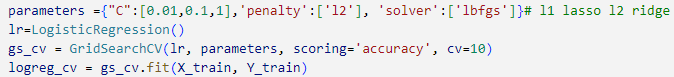 parameters ={"C":[0.01,0.1,1],'penalty':['l2'], 'solver':['lbfgs']}# l1 lasso l2 ridge
lr=LogisticRegression()
gs_cv = GridSearchCV(lr, parameters, scoring='accuracy', cv=10)
logreg_cv = gs_cv.fit(X_train, Y_train)